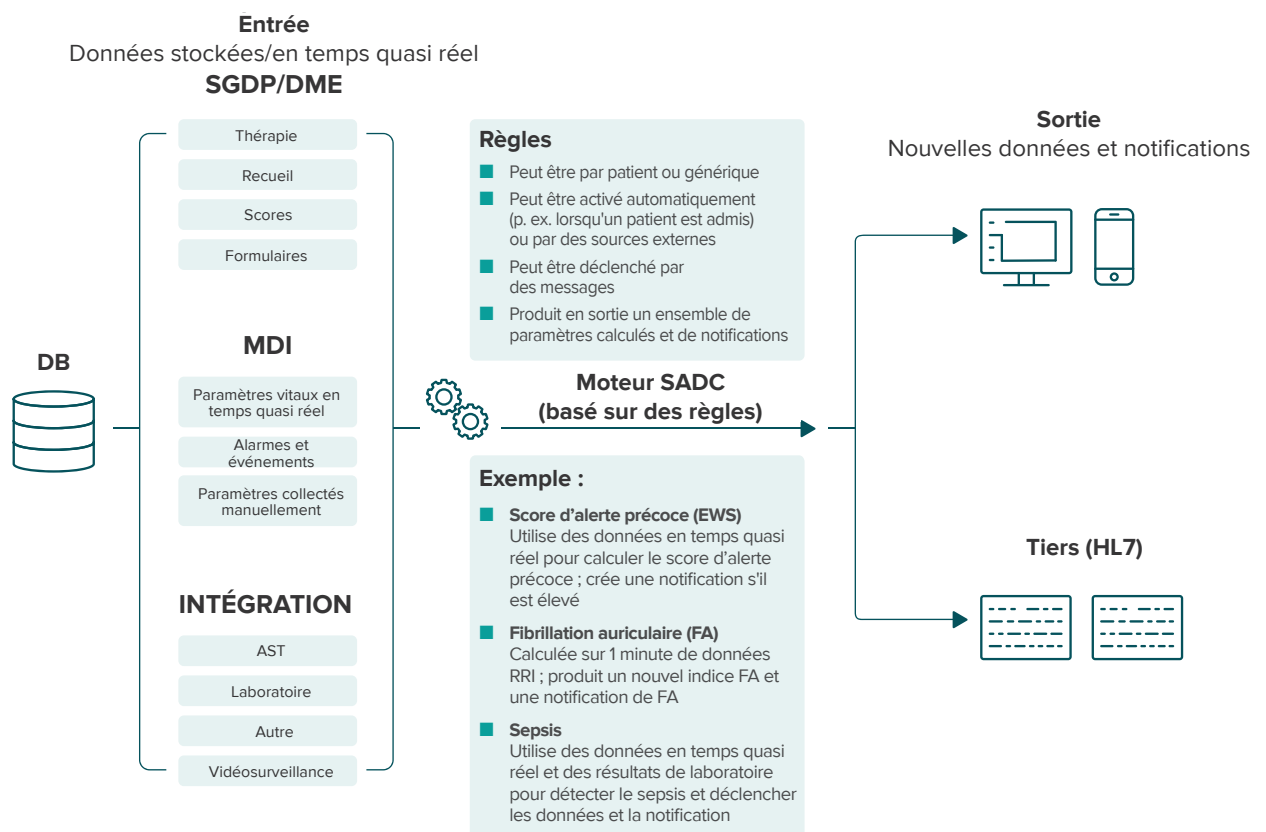 Entrée
Données stockées/en temps quasi réel
SGDP/DME
Thérapie
Recueil
Scores
Formulaires
DB
MDI
Paramètres vitaux en
temps quasi réel
Alarmes et
événements
Paramètres collectés
manuellement
INTÉGRATION
AST
Laboratoire
Autre
Vidéosurveillance
Règles
Peut être par patient ou générique
Peut être activé automatiquement
(p. ex. lorsqu'un patient est admis)
ou par des sources externes
Peut être déclenché par
des messages
Produit en sortie un ensemble de
paramètres calculés et de notifications
Moteur SADC
(basé sur des règles)
Exemple :
Score d’alerte précoce (EWS)
Utilise des données en temps quasi
réel pour calculer le score d’alerte
précoce ; crée une notification s'il
est élevé
Fibrillation auriculaire (FA)
Calculée sur 1 minute de données
RRI ; produit un nouvel indice FA et
une notification de FA
Sepsis
Utilise des données en temps quasi
réel et des résultats de laboratoire
pour détecter le sepsis et déclencher
les données et la notification
Sortie
Nouvelles données et notifications
Tiers (HL7)